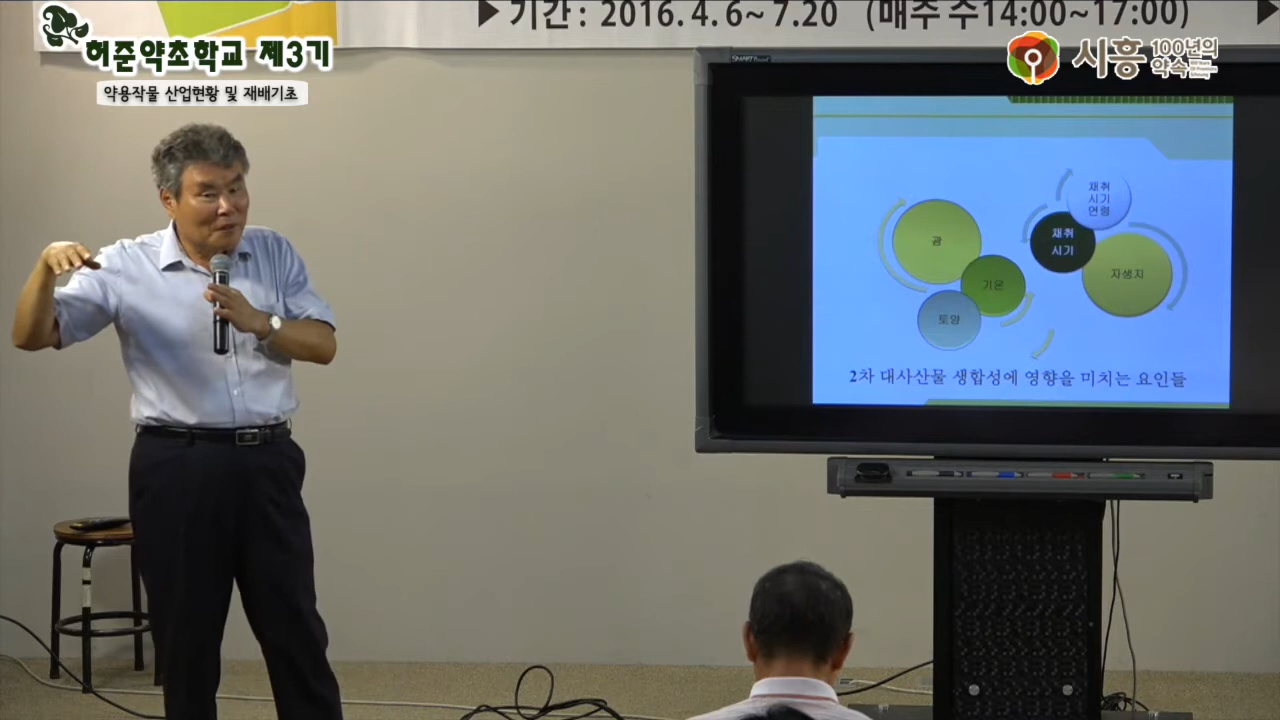 ▶기간 : 2016. 4. 6~ 7.20 (매주 수14:00~17:00)
허준약초학교 제3기
약용작물 산업현황 및 재배기초
시흥 100년의 약속
SMART Board
채취
시기
연령
광
채취
시기
기온
자생지
토양
2차 대사산물 생합성에 영향을 미치는 요인들